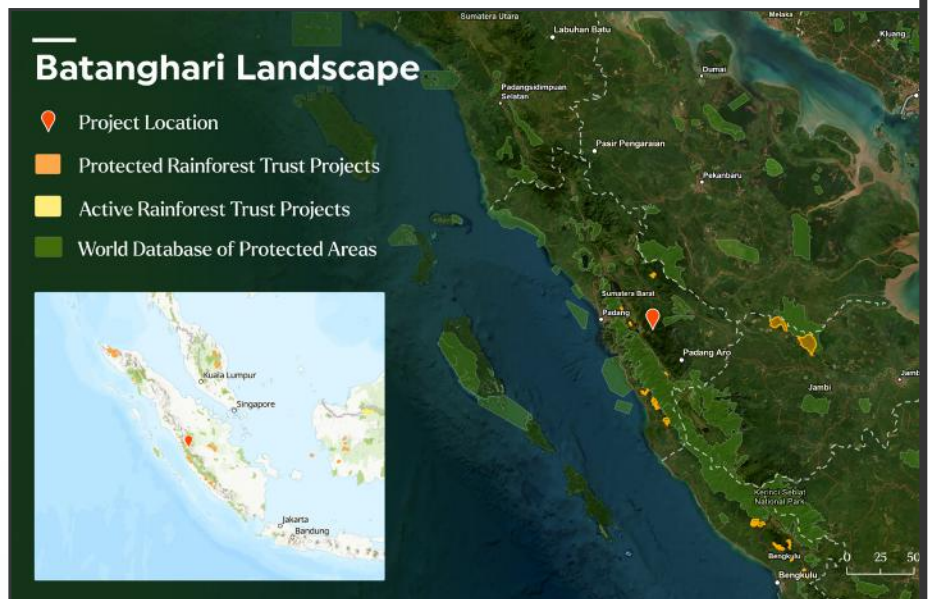 Batanghari Landscape
Project Location
Protected Rainforest Trust Projects
Active Rainforest Trust Projects
World Database of Protected Areas
Kuala Lumpur
Singapore
Jakarta
Bandung
Sumatera Utara
Labuhan Batu
Melaka
Kluang
Dumai
Padangsidimpuan
Selatan
Pasir Pengaraian
Pekanbaru
Sumatera Barat
Padang
Padang Aro
Jambi
Jamb
Kerinci Seblat
National Park
Bengkulu
Bengkulu
0 25 50